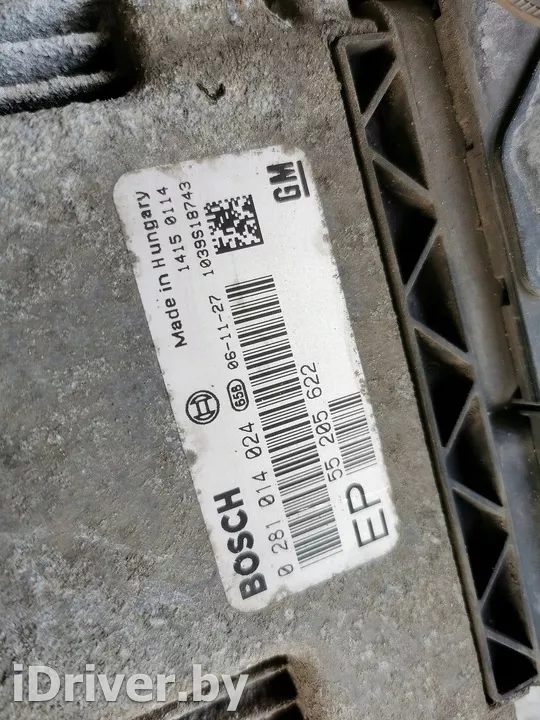 Made in Hungary
1415 0114
1039S18743
GM
65B 06-11-27
BOSCH
0 281 014 024
55 205 622
EP
iDriver.by